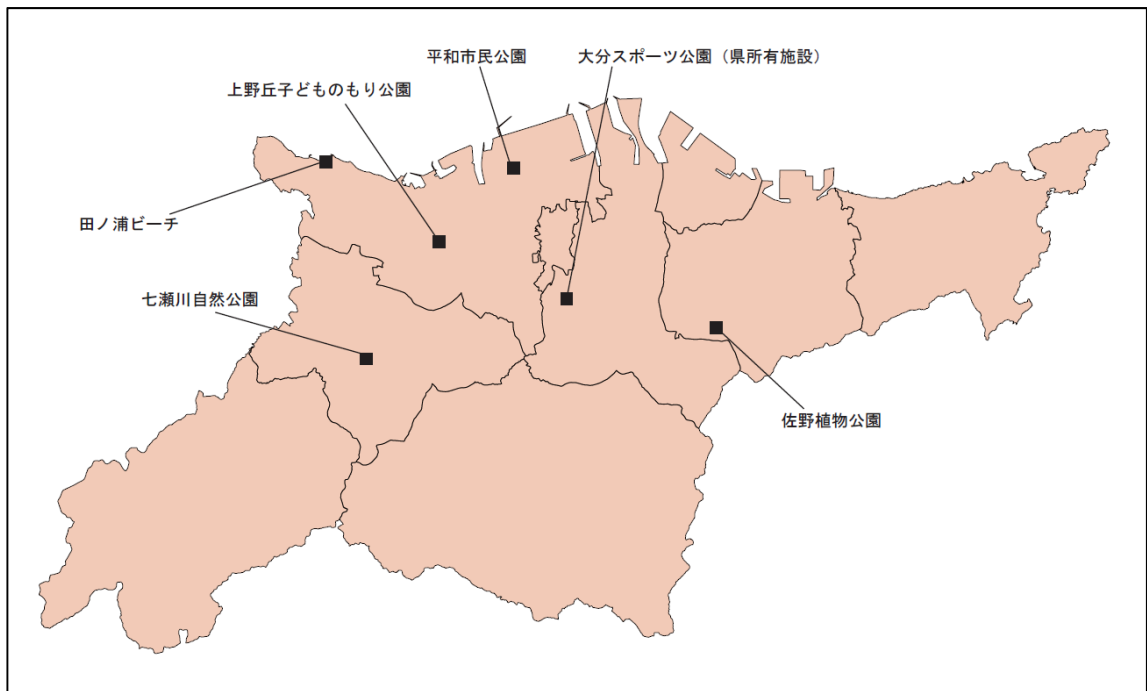 平和市民公園
大分スポーツ公園（県所有施設）
上野丘子どものもり公園
田ノ浦ビーチ
七瀬川自然公園
佐野植物公園